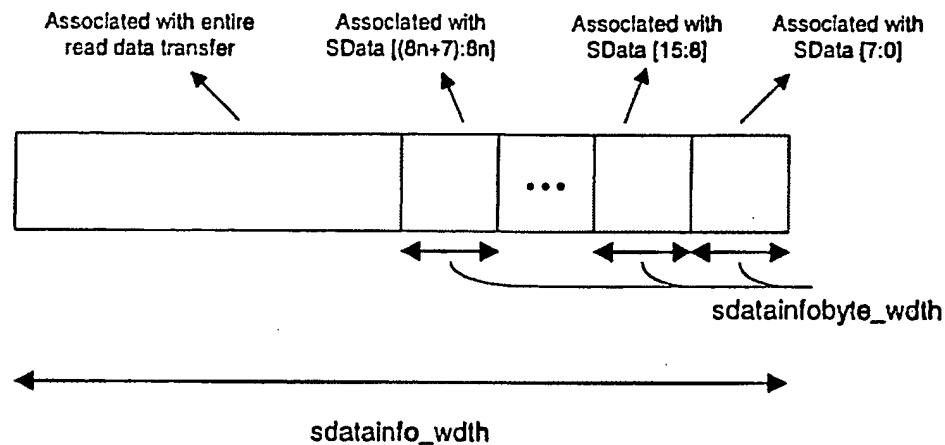 Associated with entire
read data transfer
Associated with
SData [(8n+7):8n]
Associated with
SData [15:8]
Associated with
SData [7:0]
sdatainfobyte_wdth
sdatainfo_wdth